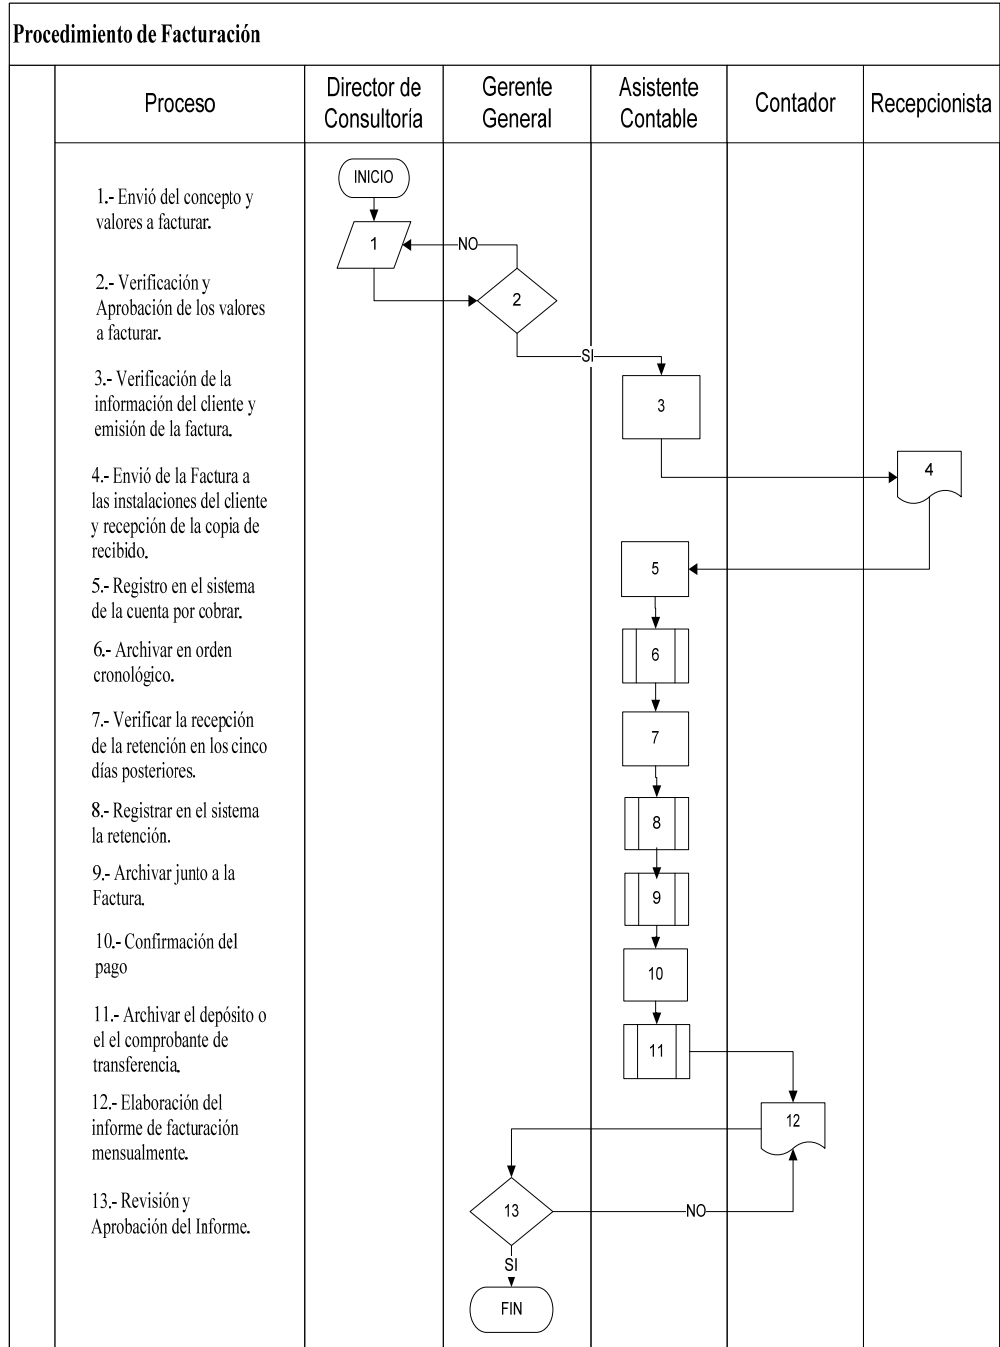 Procedimiento de Facturación
Proceso
Director de
Consultoría
Gerente
General
Asistente
Contable
Contador
Recepcionista
1.- Envió del concepto y
valores a facturar.
2.- Verificación y
Aprobación de los valores
a facturar.
3.- Verificación de la
información del cliente y
emisión de la factura.
4.- Envió de la Factura a
las instalaciones del cliente
y recepción de la copia de
recibido.
5.- Registro en el sistema
de la cuenta por cobrar.
6.- Archivar en orden
cronológico.
7.- Verificar la recepción
de la retención en los cinco
días posteriores.
8.- Registrar en el sistema
la retención.
9.- Archivar junto a la
Factura.
10.- Confirmación del
pago
11.- Archivar el depósito o
el el comprobante de
transferencia.
12.- Elaboración del
informe de facturación
mensualmente.
13.- Revisión y
Aprobación del Informe.
INICIO
1
NO
2
SI
3
4
5
6
7
8
9
10
11
12
13
NO
SI
FIN